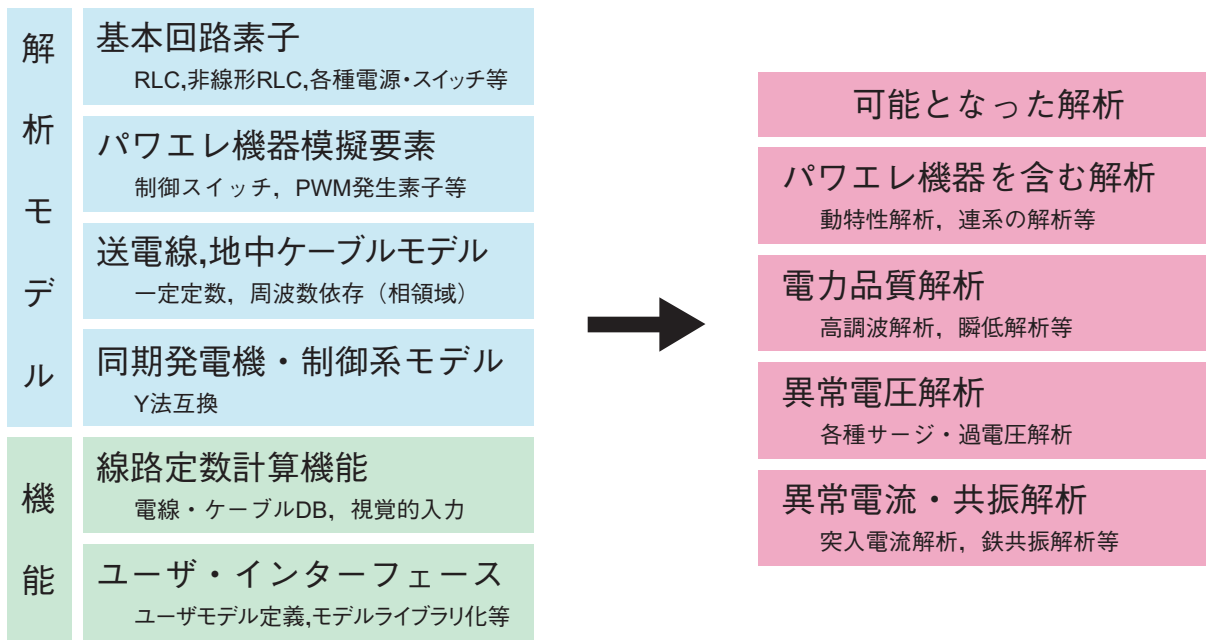 解析モデル
基本回路素子
RLC,非線形RLC,各種電源・スイッチ等
パワエレ機器模擬要素
制御スイッチ，PWM発生素子等
送電線,地中ケーブルモデル
一定定数，周波数依存（相領域）
同期発電機・制御系モデル
Y法互換
機能
線路定数計算機能
電線・ケーブルDB，視覚的入力
ユーザ・インターフェース
ユーザモデル定義,モデルライブラリ化等
可能となった解析
パワエレ機器を含む解析
動特性解析，連系の解析等
電力品質解析
高調波解析，瞬低解析等
異常電圧解析
各種サージ・過電圧解析
異常電流・共振解析
突入電流解析，鉄共振解析等